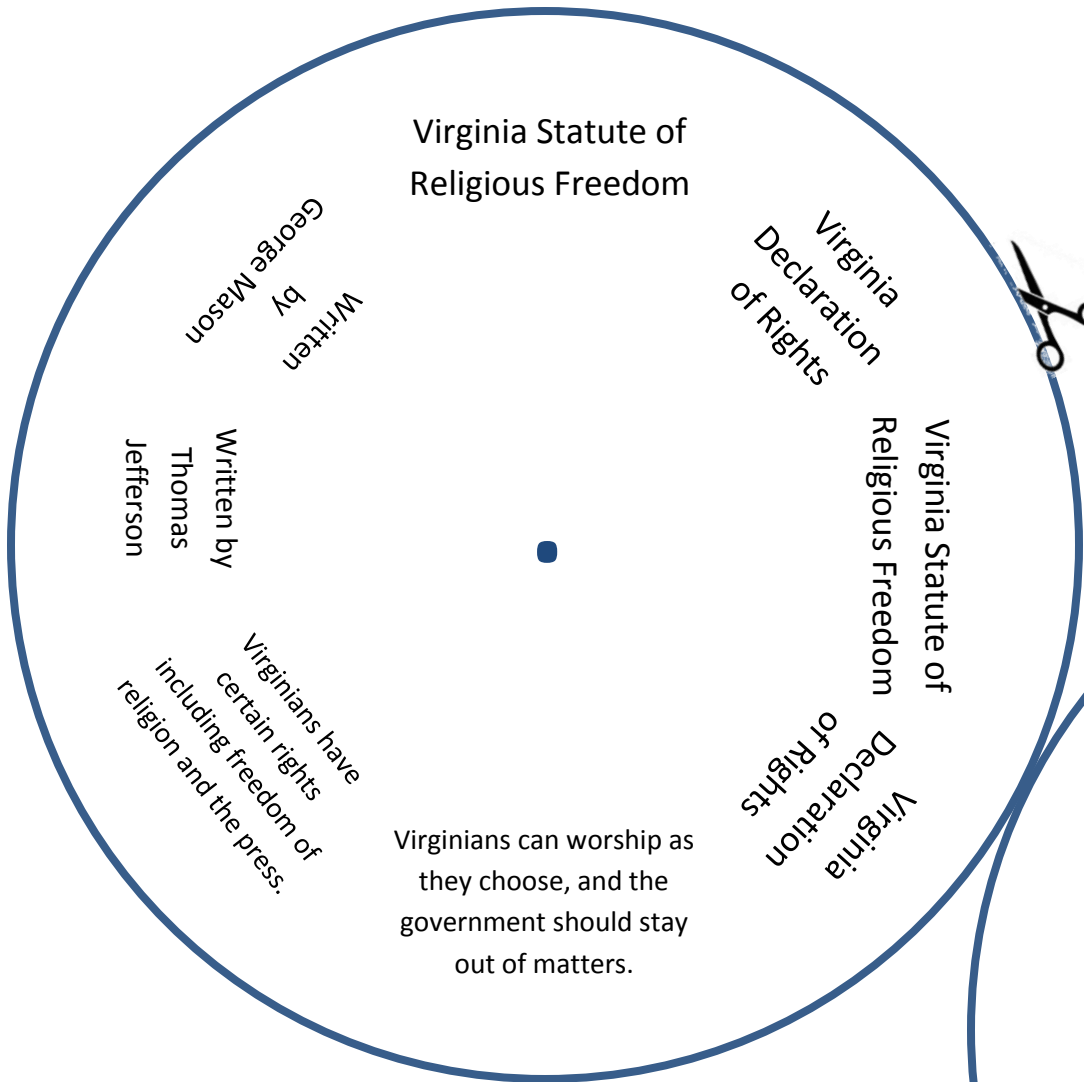 Virginia Statute of
Religious Freedom
Virginia
Declaration
of Rights
Virginia Statute of
Religious Freedom
Virginia
Declaration
of Rights
Virginians can worship as
they choose, and the
government should stay
out of matters.
Virginians have
certain rights
including freedom of
religion and the press.
Written by
Thomas
Jefferson
Written
by
George Mason